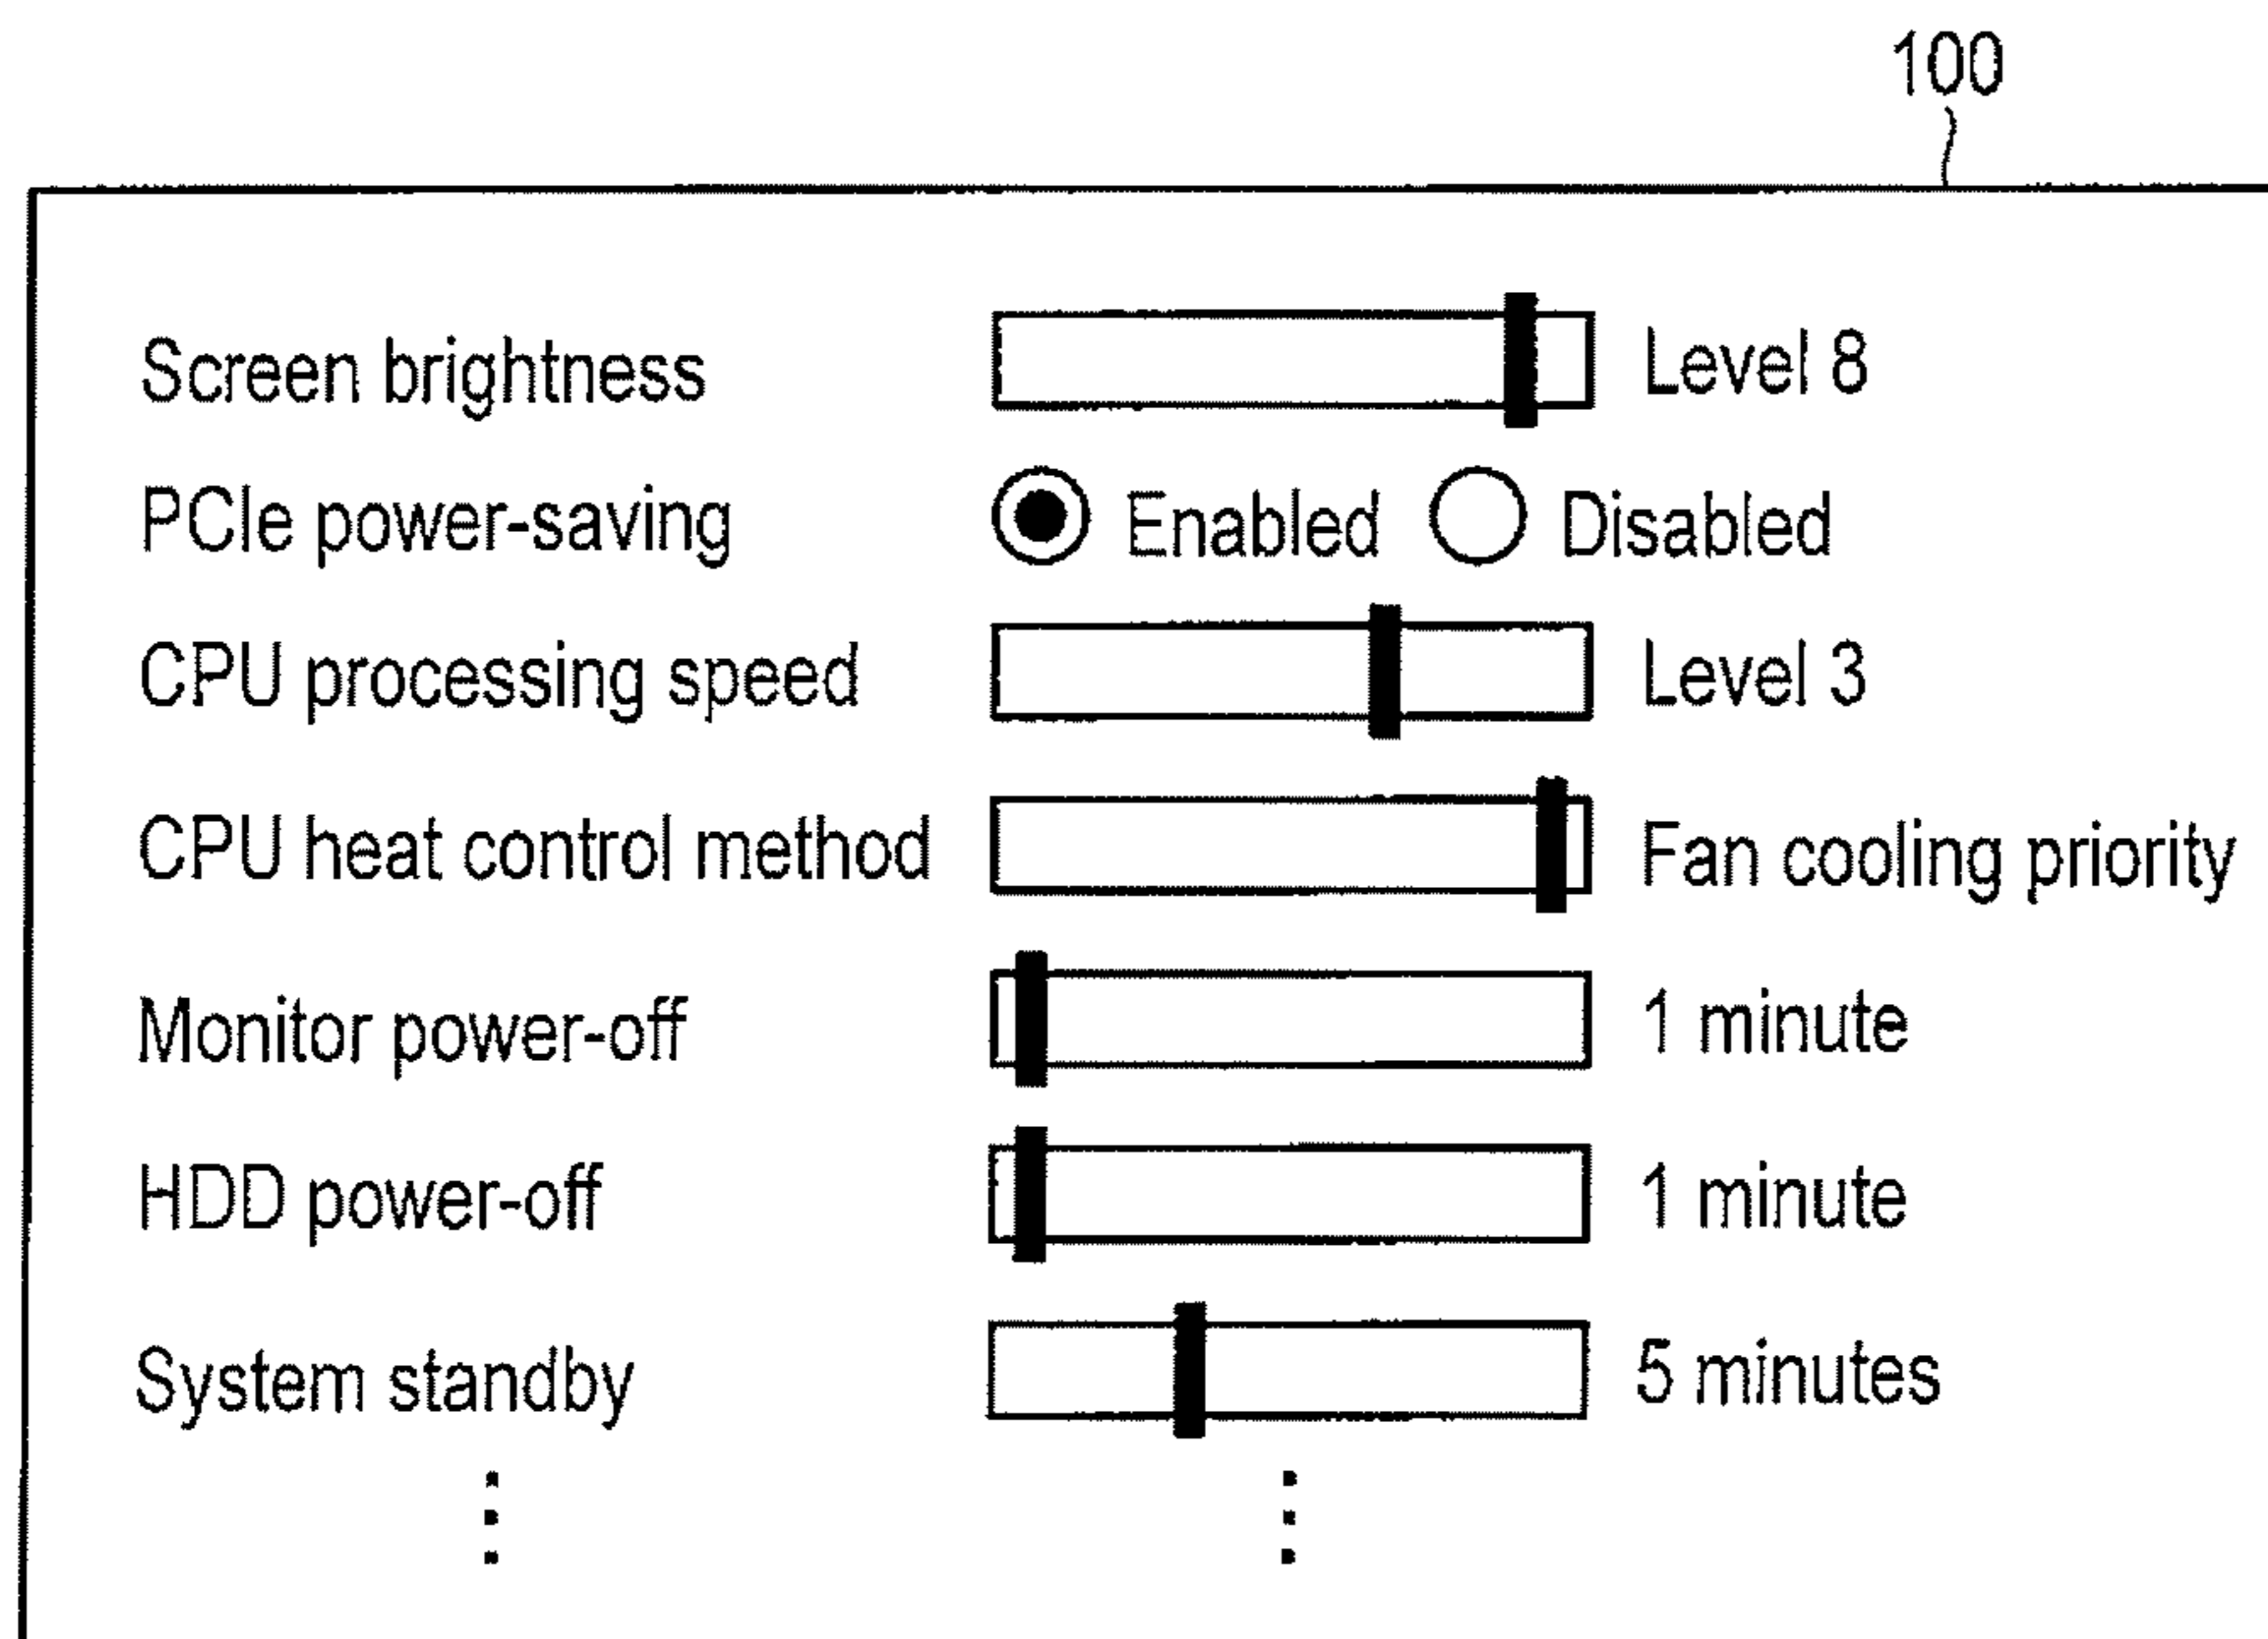 100
Screen brightness Level 8
PCIe power-saving Enabled Disabled
CPU processing speed Level 3
CPU heat control method Fan cooling priority
Monitor power-off 1 minute
HDD power-off 1 minute
System standby 5 minutes